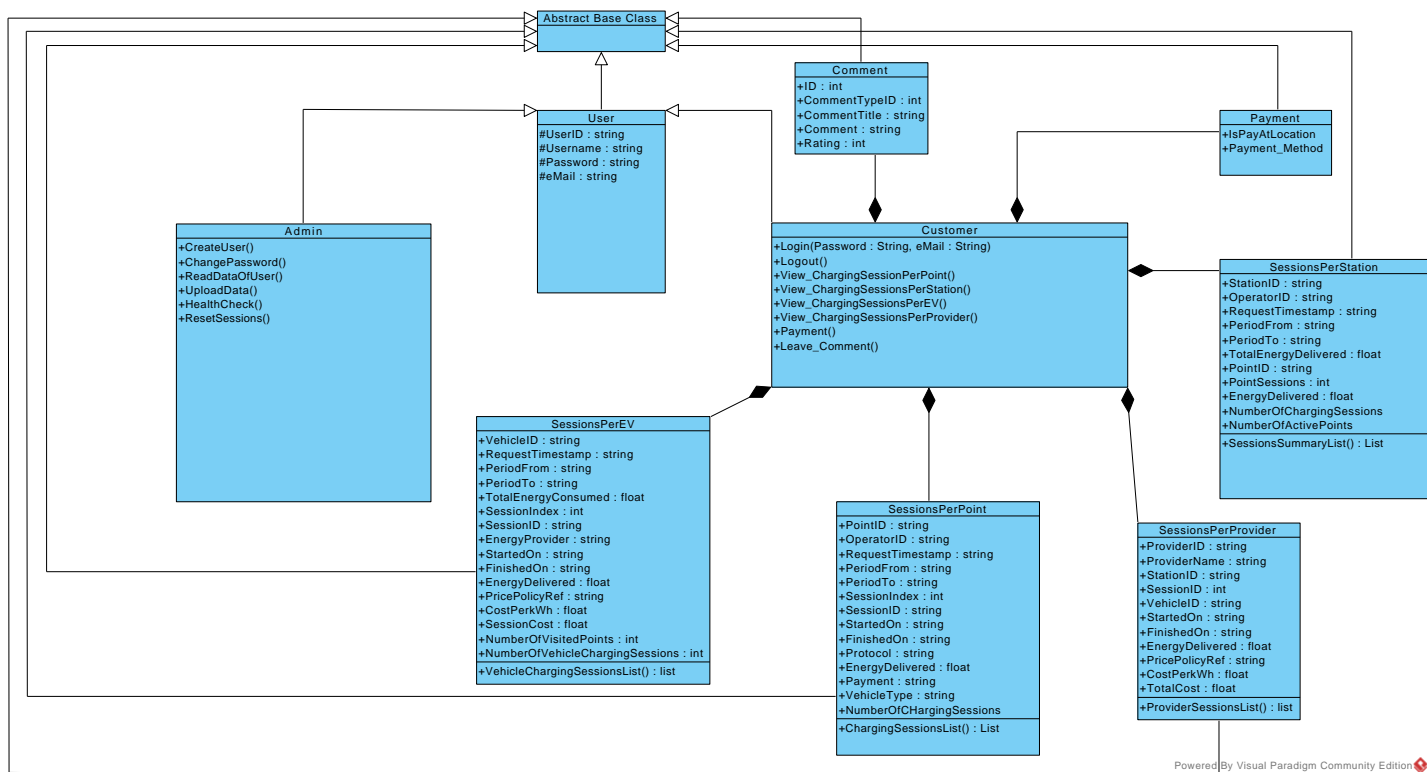 Abstract Base Class
Comment
+ID : int
+CommentTypeID : int
+CommentTitle : string
+Comment : string
+Rating : int
User
#UserID : string
#Username : string
#Password : string
#eMail : string
Payment
+IsPayAtLocation
+Payment_Method
Admin
+CreateUser()
+ChangePassword()
+ReadDataOfUser()
+UploadData()
+HealthCheck()
+ResetSessions()
Customer
+Login(Password : String, eMail : String)
+Logout()
+View_ChargingSessionPerPoint()
+View_ChargingSessionsPerStation()
+View_ChargingSessionsPerEV()
+View_ChargingSessionsPerProvider()
+Payment()
+Leave_Comment()
SessionsPerStation
+StationID : string
+OperatorID : string
+RequestTimestamp : string
+PeriodFrom : string
+PeriodTo : string
+TotalEnergyDelivered : float
+PointID : string
+PointSessions : int
+EnergyDelivered : float
+NumberOfChargingSessions
+NumberOfActivePoints
+SessionsSummaryList() : List
SessionsPerEV
+VehicleID : string
+RequestTimestamp : string
+PeriodFrom : string
+PeriodTo : string
+TotalEnergyConsumed : float
+SessionIndex : int
+SessionID : string
+EnergyProvider : string
+StartedOn : string
+FinishedOn : string
+EnergyDelivered : float
+PricePolicyRef : string
+CostPerkWh : float
+SessionCost : float
+NumberOfVisitedPoints : int
+NumberOfVehicleChargingSessions : int
+VehicleChargingSessionsList() : list
SessionsPerPoint
+PointID : string
+OperatorID : string
+RequestTimestamp : string
+PeriodFrom : string
+PeriodTo : string
+SessionIndex : int
+SessionID : string
+StartedOn : string
+FinishedOn : string
+Protocol : string
+EnergyDelivered : float
+Payment : string
+VehicleType : string
+NumberOfCHargingSessions
+ChargingSessionsList() : List
SessionsPerProvider
+ProviderID : string
+ProviderName : string
+StationID : string
+SessionID : int
+VehicleID : string
+StartedOn : string
+FinishedOn : string
+EnergyDelivered : float
+PricePolicyRef : string
+CostPerkWh : float
+TotalCost : float
+ProviderSessionsList() : list
Powered By Visual Paradigm Community Edition